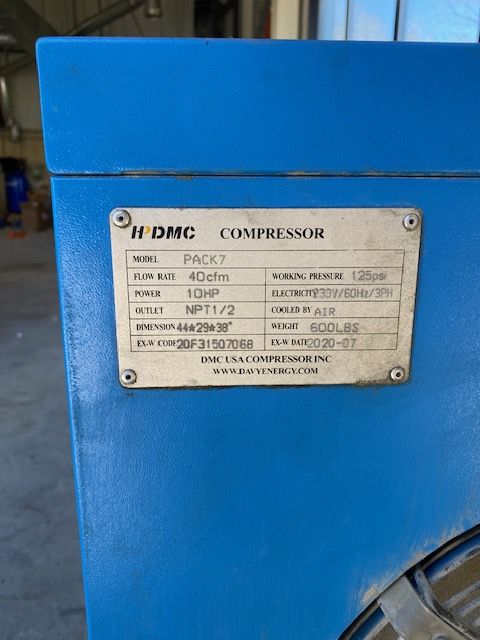 HPDMC COMPRESSOR
MODEL PACK7
FLOW RATE 40cfm WORKING PRESSURE 125psi
POWER 10HP ELECTRICITY 230V/60Hz/3PH
OUTLET NPT1/2 COOLED BY AIR
DIMENSION 44*29*38" WEIGHT 600LBS
EX-W CODE 20F31507068 EX-W DATE 2020-07
DMC USA COMPRESSOR INC
WWW.DAVYENERGY.COM